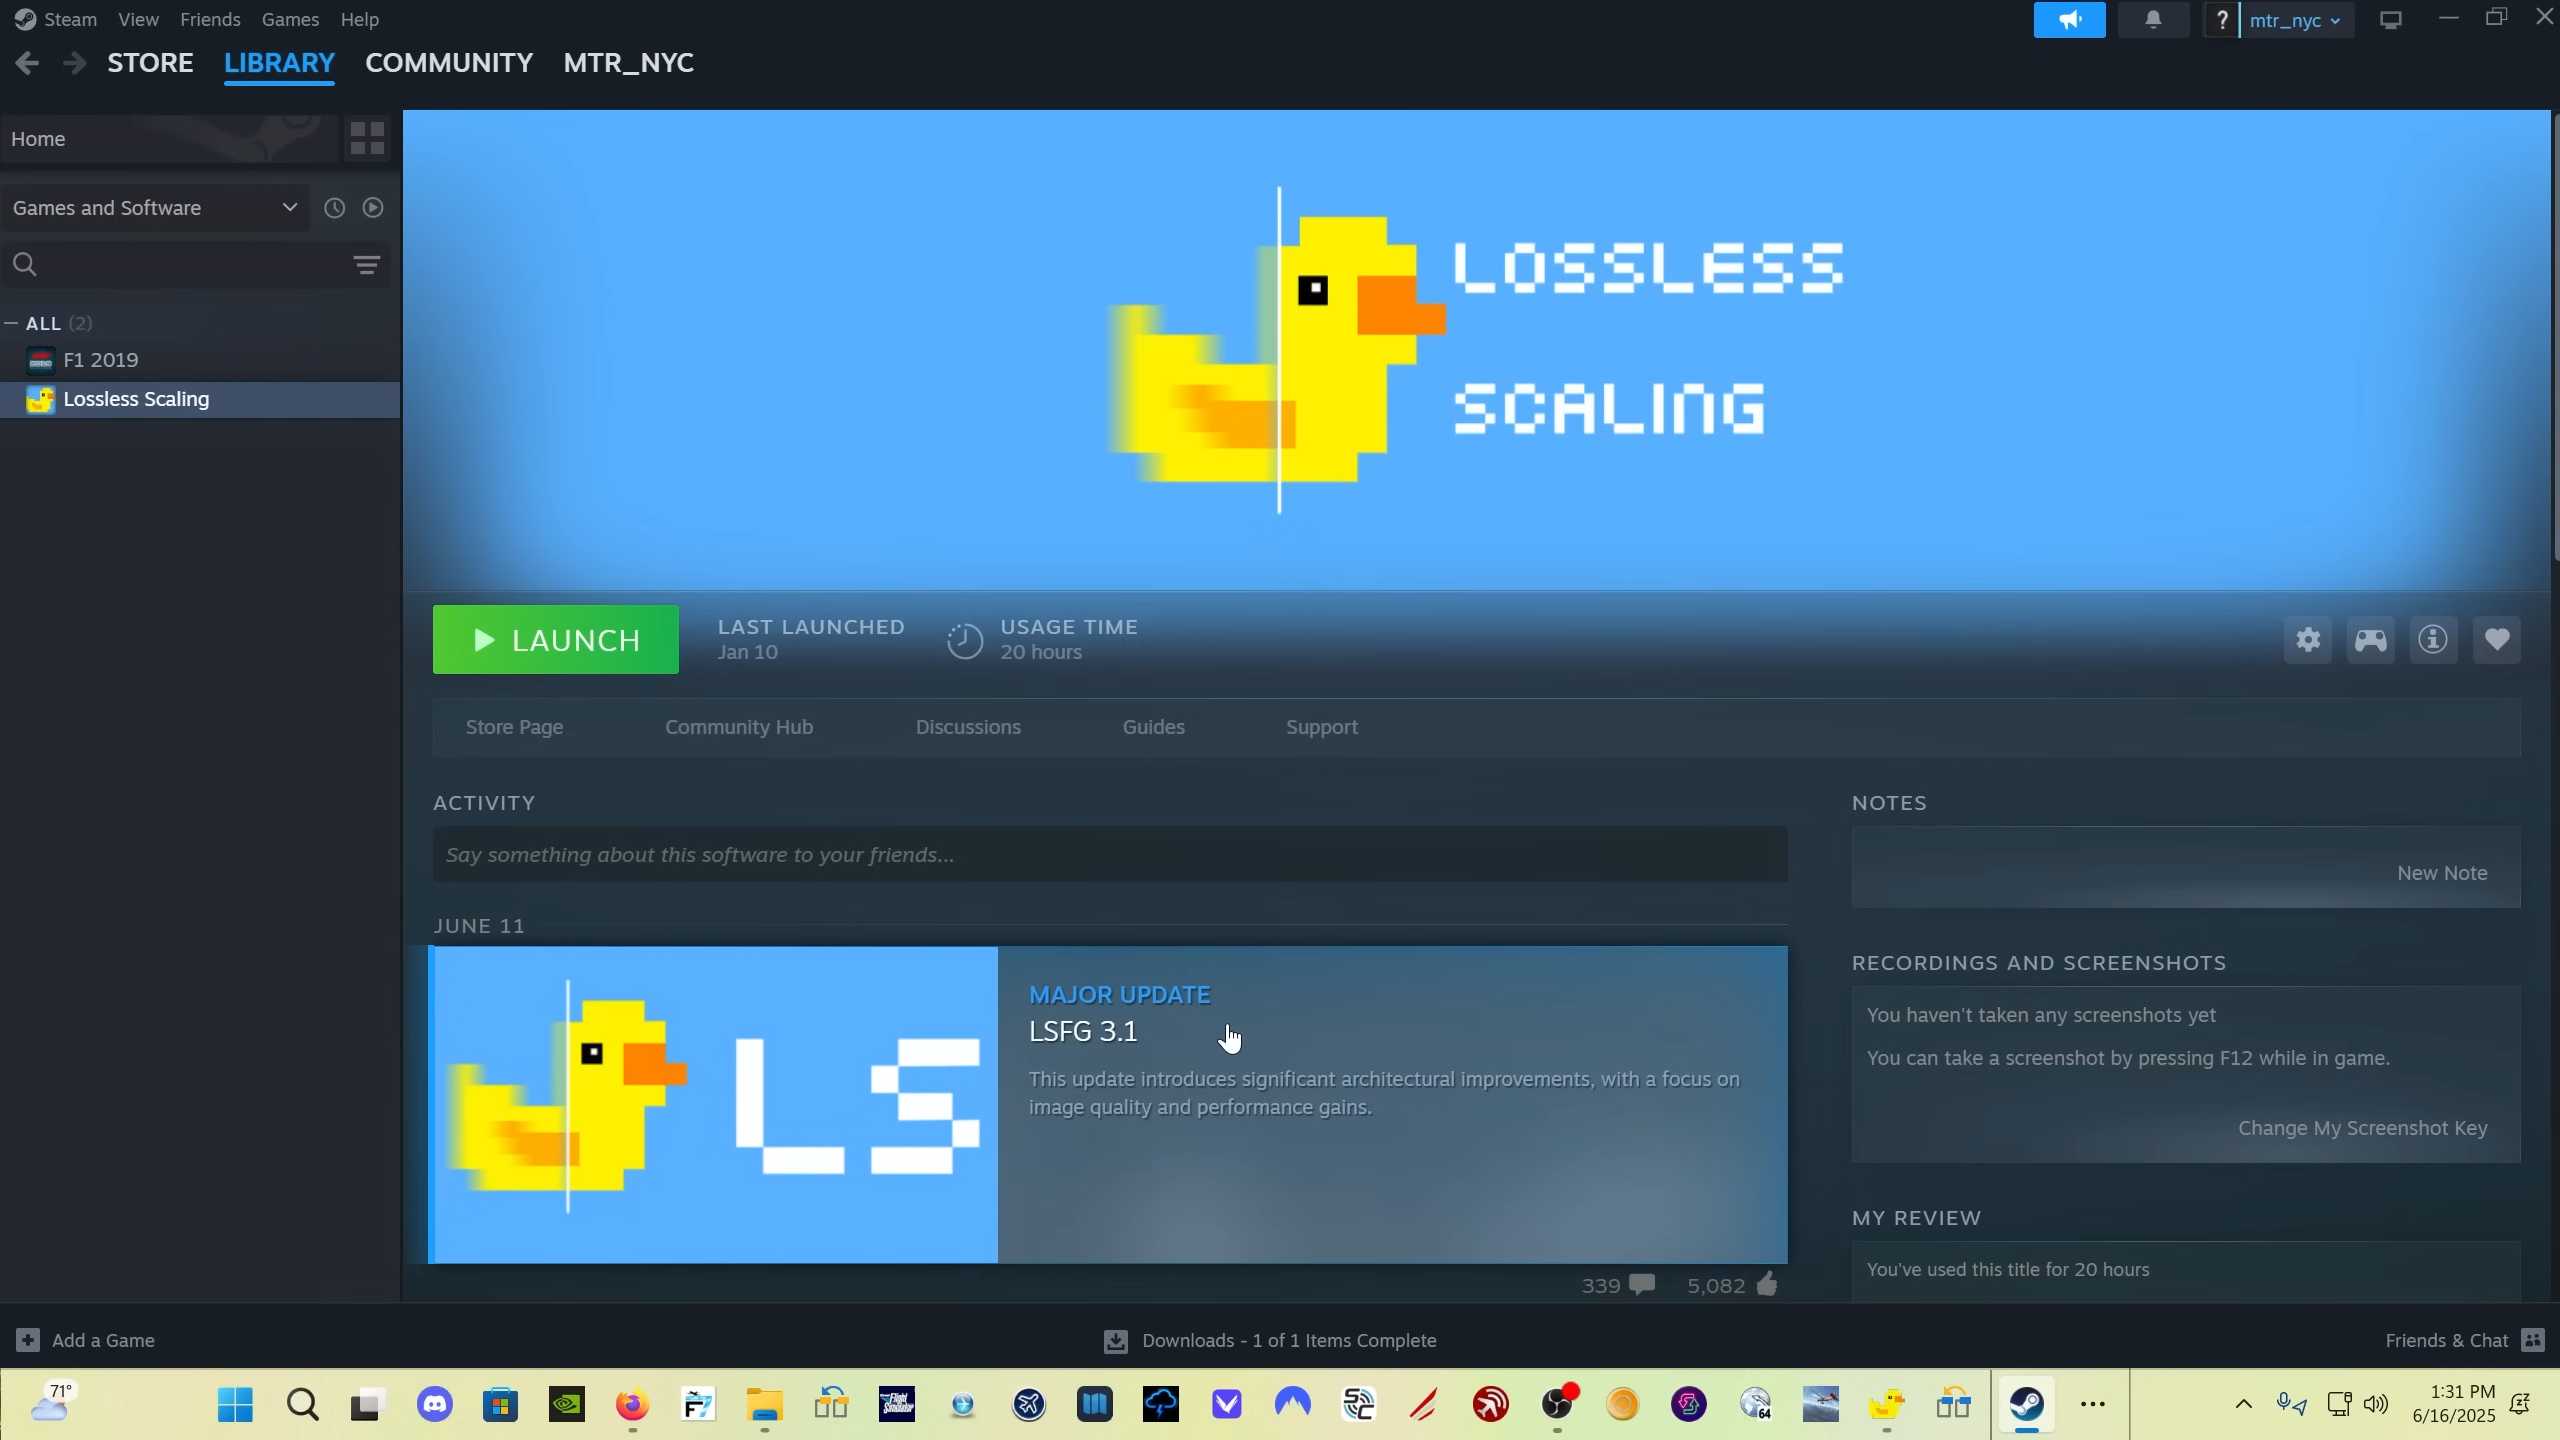 Steam View Friends Games Help
? mtr_nyc
STORE LIBRARY COMMUNITY MTR_NYC
Home
Games and Software
ALL (2)
F1 2019
Lossless Scaling
LOSSLESS
SCALING
LAUNCH
LAST LAUNCHED
Jan 10
USAGE TIME
20 hours
Store Page Community Hub Discussions Guides Support
ACTIVITY
Say something about this software to your friends...
JUNE 11
LS
MAJOR UPDATE
LSFG 3.1
This update introduces significant architectural improvements, with a focus on
image quality and performance gains.
339 5,082
NOTES
New Note
RECORDINGS AND SCREENSHOTS
You haven't taken any screenshots yet
You can take a screenshot by pressing F12 while in game.
Change My Screenshot Key
MY REVIEW
You've used this title for 20 hours
Add a Game
Downloads - 1 of 1 Items Complete
Friends & Chat
71°
Flight
Simulator
64
1:31 PM
6/16/2025